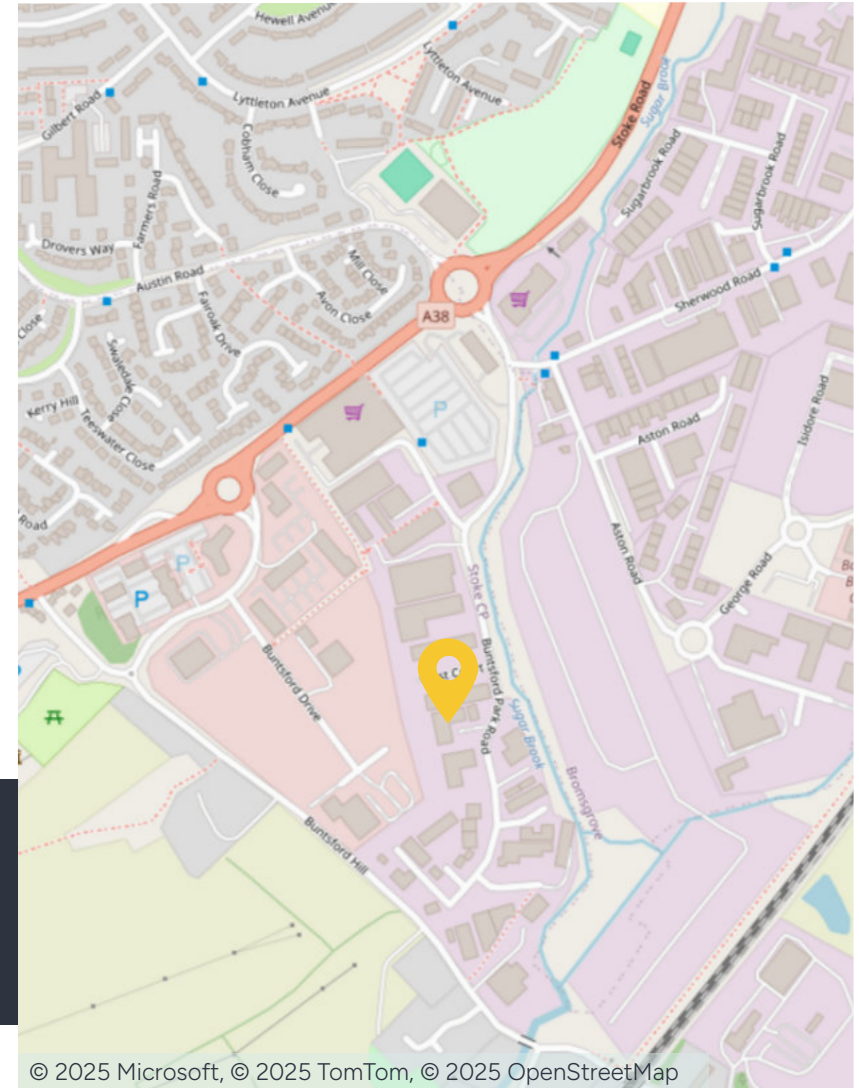 Hewell Avenu
Lyttleton Avenue
Gilbert Road
Lyttleton Avenue
Cobham Close
Stoke Road
Sugar Brook
Sugarbrook Road
Sugarbrook Road
Farmers Road
Drovers Way
Austin Road
Mill Close
Avon Close
Fairoak Drive
A38
Sherwood Road
Close
Swaledale Close
Kerry Hill
Teeswater Close
P
Isidore Road
Aston Road
Road
P
P
Aston Road
George Road
Stoke CP
Buntsford Drive
Buntsford Park Road
Sugar Brook
Bromsgrove
Buntsford Hill
© 2025 Microsoft, © 2025 TomTom, © 2025 OpenStreetMap